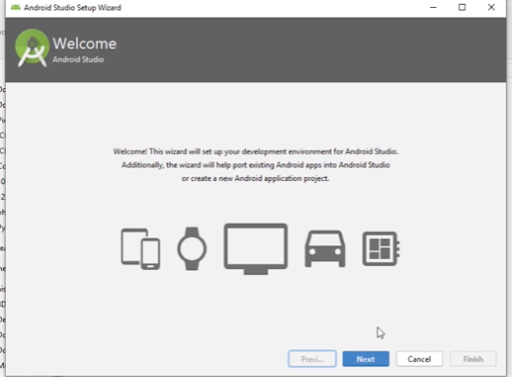 Android Studio Setup Wizard
Welcome
Android Studio
Welcome! This wizard will set up your development environment for Android Studio.
Additionally, the wizard will help port existing Android apps into Android Studio
or create a new Android application project.
Previ...
Next
Cancel
Finish